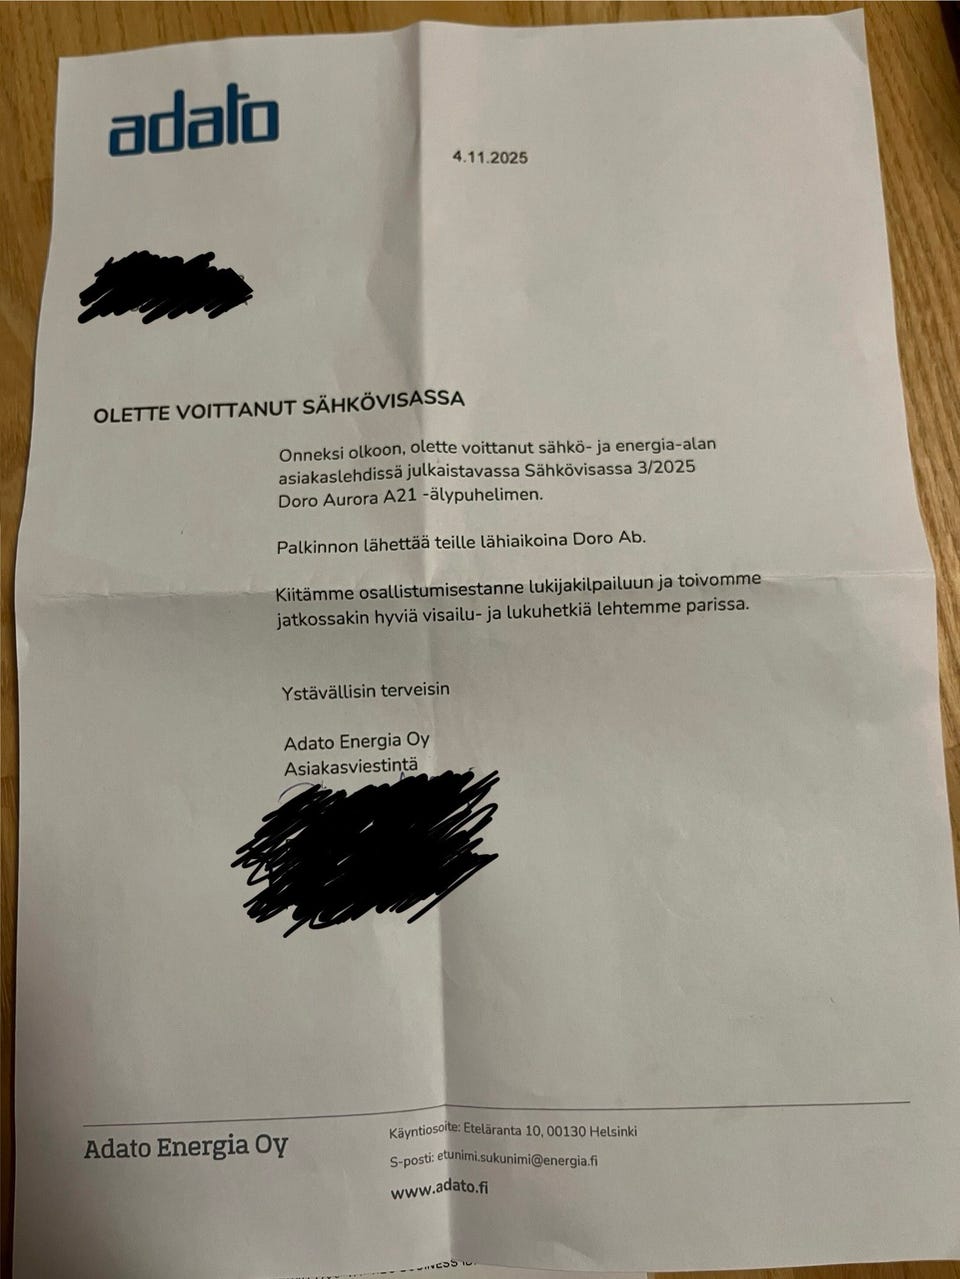 adato
4.11.2025
OLETTE VOITTANUT SÄHKÖVISASSA
Onneksi olkoon, olette voittanut sähkö- ja energia-alan
asiakaslehdissä julkaistavassa Sähkövisassa 3/2025
Doro Aurora A21 -älypuhelimen.
Palkinnon lähettää teille lähiaikoina Doro Ab.
Kiitämme osallistumisestanne lukijakilpailuun ja toivomme
jatkossakin hyviä visailu- ja lukuhetkiä lehtemme parissa.
Ystävällisin terveisin
Adato Energia Oy
Asiakasviestintä
Adato Energia Oy
Käyntiosoite: Eteläranta 10, 00130 Helsinki
S-posti: etunimi.sukunimi@energia.fi
www.adato.fi